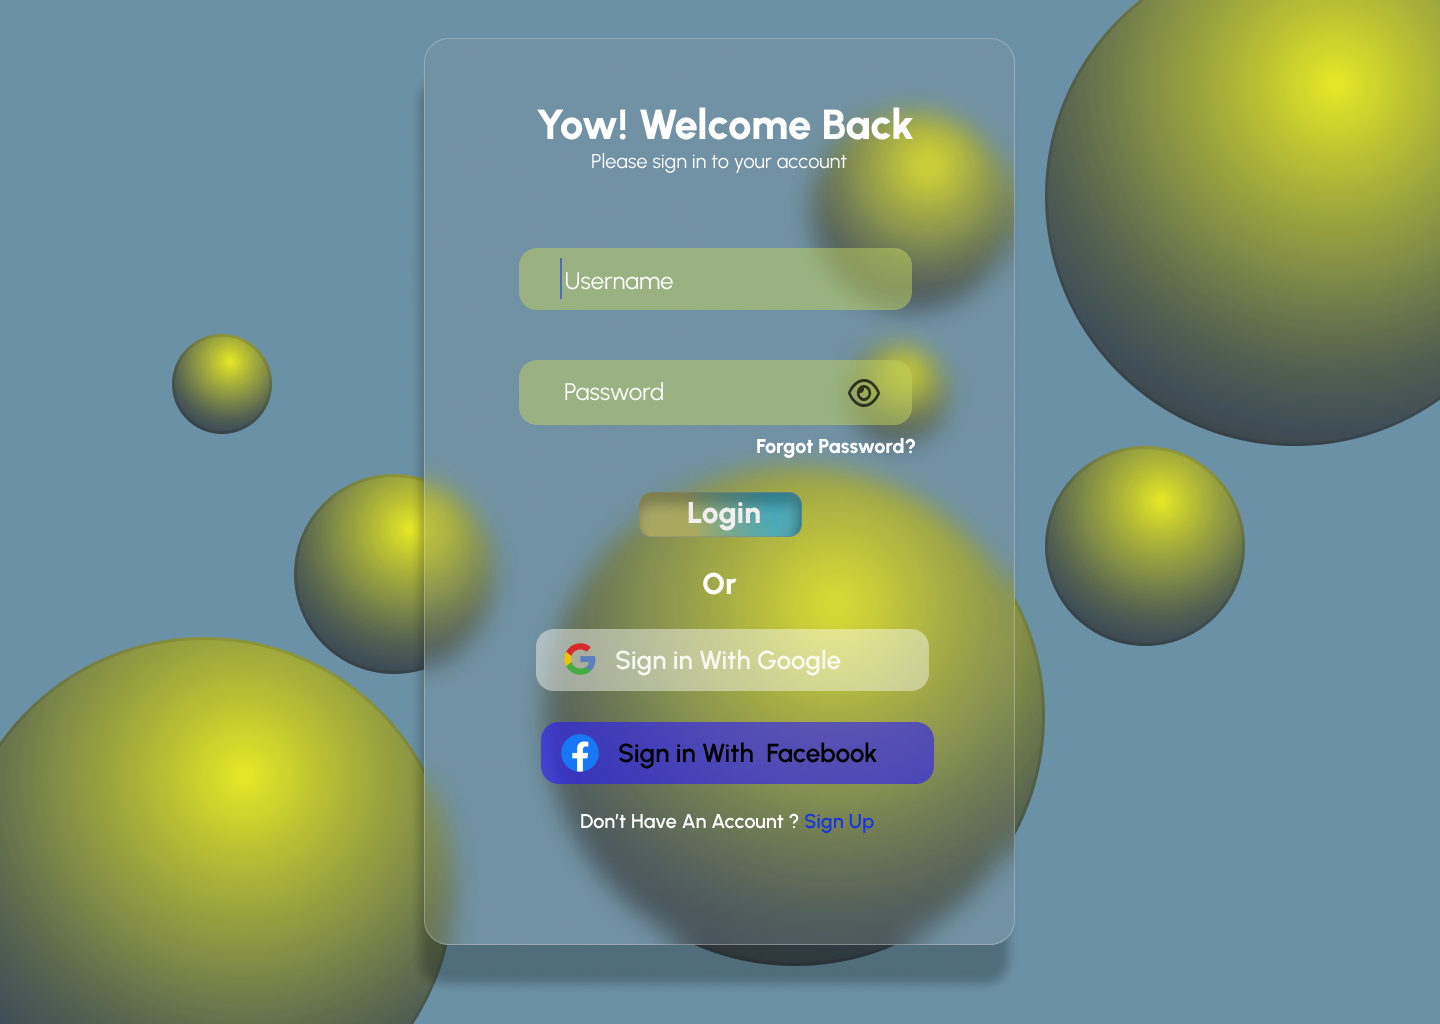 Yow! Welcome Back
Please sign in to your account
Username
Password
Forgot Password?
Login
Or
Sign in With Google
Sign in With Facebook
Don't Have An Account ? Sign Up